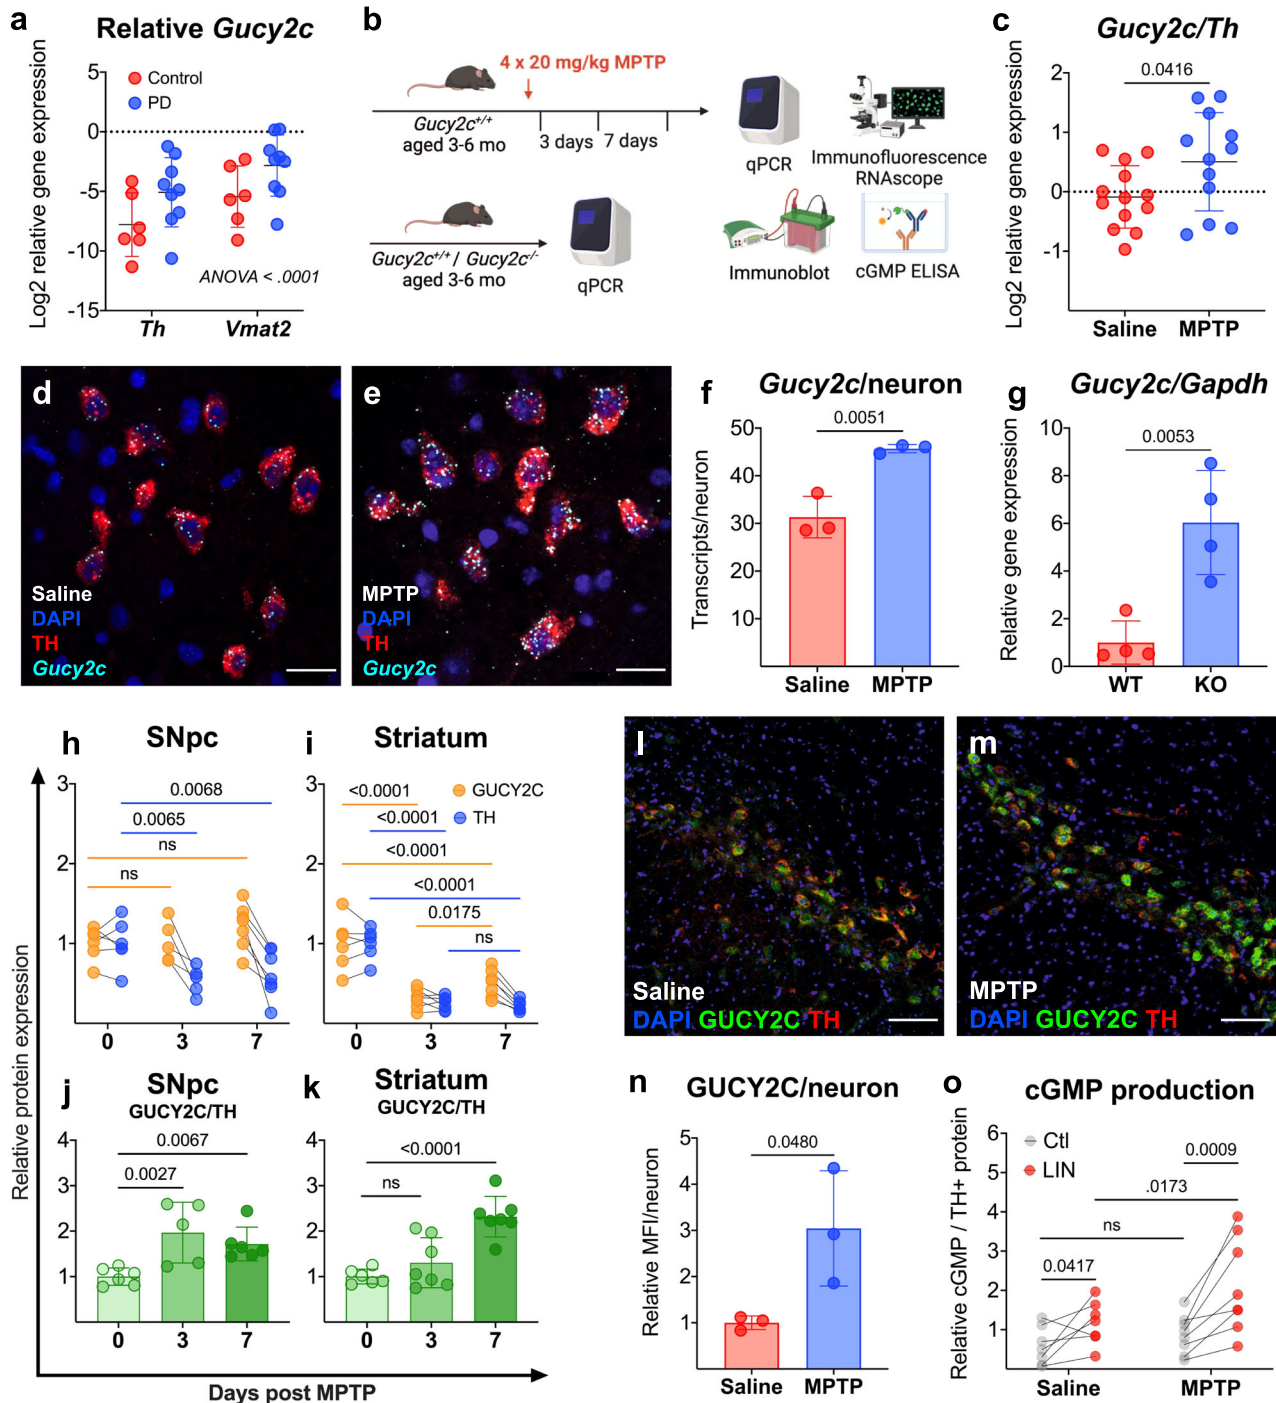 a
Relative Gucy2c
Log2 relative gene expression
5
0
-5
-10
-15
Control
PD
ANOVA < .0001
Th
Vmat2
b
4 x 20 mg/kg MPTP
Gucy2c+/+
aged 3-6 mo
3 days
7 days
qPCR
Immunofluorescence
RNAscope
Gucy2c+/+ / Gucy2c-/-
aged 3-6 mo
qPCR
Immunoblot
cGMP ELISA
c
Gucy2c/Th
Log2 relative gene expression
0.0416
2
1
0
-1
Saline
MPTP
d
Saline
DAPI
TH
Gucy2c
e
MPTP
DAPI
TH
Gucy2c
f
Gucy2c/neuron
Transcripts/neuron
0.0051
50
40
30
20
10
Saline
MPTP
g
Gucy2c/Gapdh
Relative gene expression
0.0053
10
8
6
4
2
0
WT
KO
Relative protein expression
h
SNpc
3
2
1
0.0068
0.0065
ns
ns
0
3
7
i
Striatum
3
2
1
<0.0001
<0.0001
<0.0001
<0.0001
0.0175
ns
GUCY2C
TH
0
3
7
j
SNpc
GUCY2C/TH
4
3
2
1
0.0067
0.0027
0
3
7
k
Striatum
GUCY2C/TH
4
3
2
1
<0.0001
ns
0
3
7
Days post MPTP
l
Saline
DAPI GUCY2C TH
m
MPTP
DAPI GUCY2C TH
n
GUCY2C/neuron
Relative MFI/neuron
0.0480
5
4
3
2
1
Saline
MPTP
o
cGMP production
Relative cGMP / TH+ protein
6
5
4
3
2
1
Ctl
LIN
0.0009
.0173
ns
0.0417
Saline
MPTP